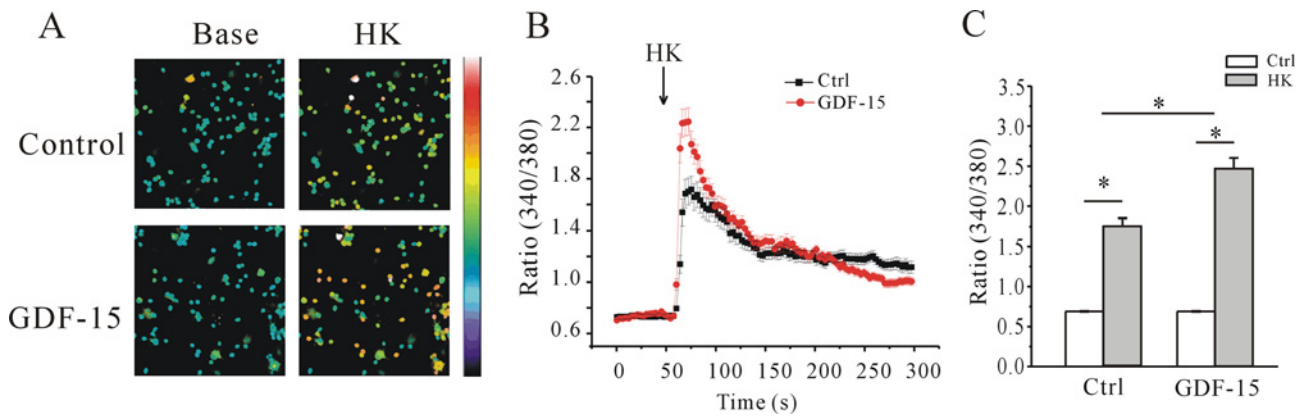 A
Base
HK
Control
GDF-15
B
HK
Ctrl
GDF-15
Ratio (340/380)
2.6
2.2
1.8
1.4
1.0
0.6
0 50 100 150 200 250 300
Time (s)
C
Ctrl
HK
Ratio (340/380)
3.5
3.0
2.5
2.0
1.5
1.0
0.5
0.0
*
*
*
Ctrl GDF-15